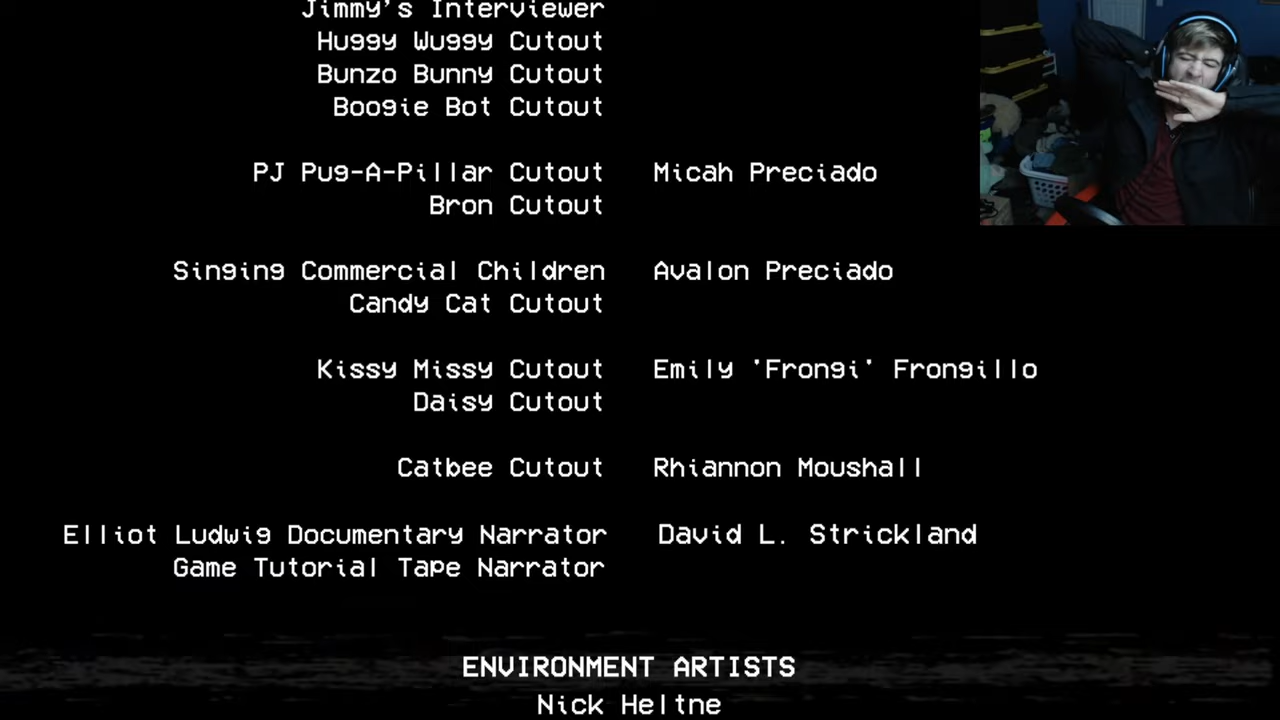 Jimmy's Interviewer
Huggy Wuggy Cutout
Bunzo Bunny Cutout
Boogie Bot Cutout
PJ Pug-A-Pillar Cutout Micah Preciado
Bron Cutout
Singing Commercial Children Avalon Preciado
Candy Cat Cutout
Kissy Missy Cutout Emily 'Frongi' Frongillo
Daisy Cutout
Catbee Cutout Rhiannon Moushall
Elliot Ludwig Documentary Narrator David L. Strickland
Game Tutorial Tape Narrator
ENVIRONMENT ARTISTS
Nick Heltne